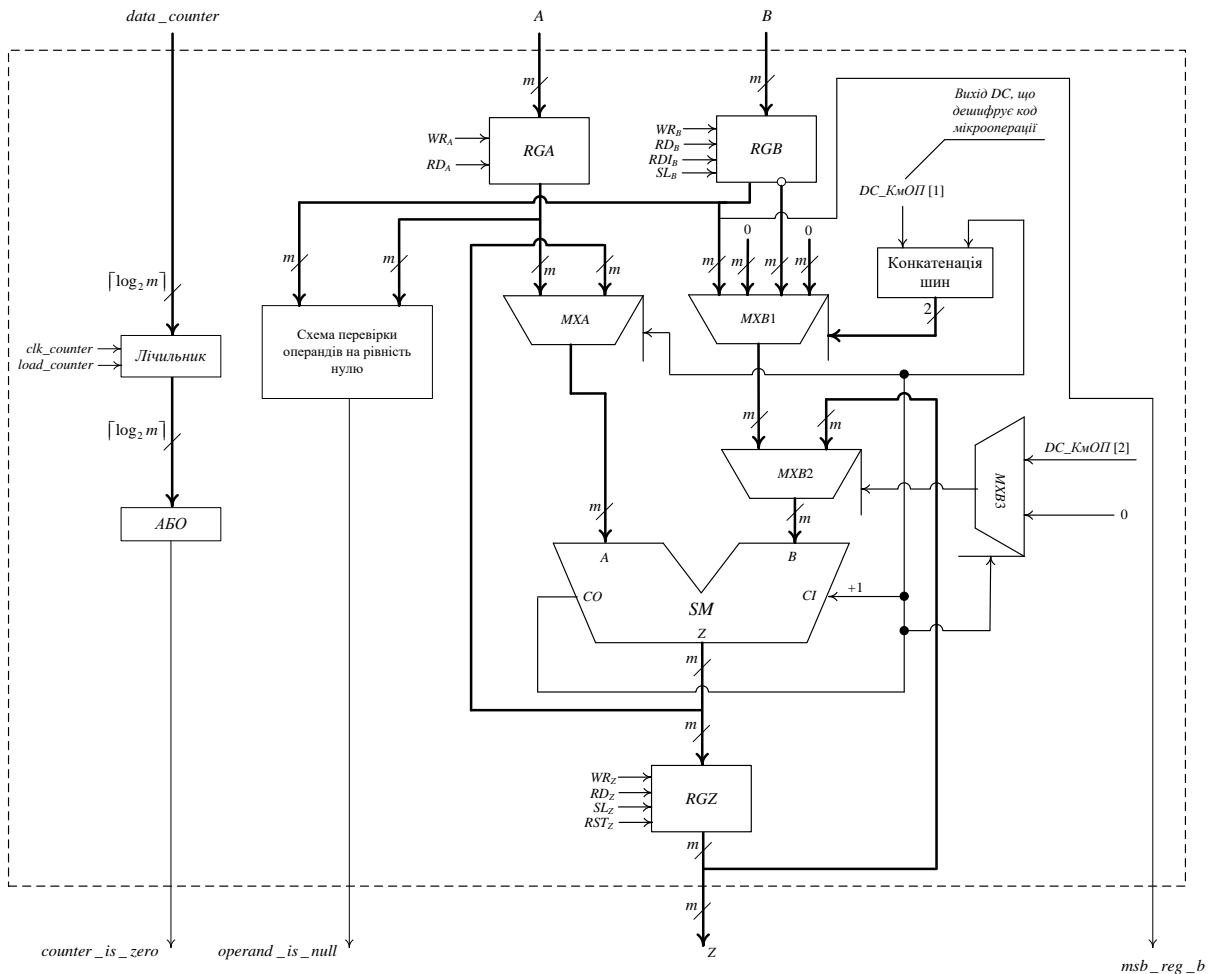 data_counter
A
B
m
m
Вихід DC, що
дешифрує код
мікрооперації
WR_A
RD_A
RGA
WR_B
RD_B
RDI_B
SL_B
RGB
DC_КмОП [1]
0
0
m
m
m
m
m
m
m
m
Конкатенація
шин
⌈log₂ m⌉
2
MXA
MXB1
Схема перевірки
операндів на рівність
нулю
clk_counter
load_counter
Лічильник
⌈log₂ m⌉
m
m
DC_КмОП [2]
MXB2
MXB3
m
m
0
АБО
A
B
CO
SM
CI
+1
Z
m
m
WR_Z
RD_Z
SL_Z
RST_Z
RGZ
m
m
counter_is_zero
operand_is_null
Z
msb_reg_b